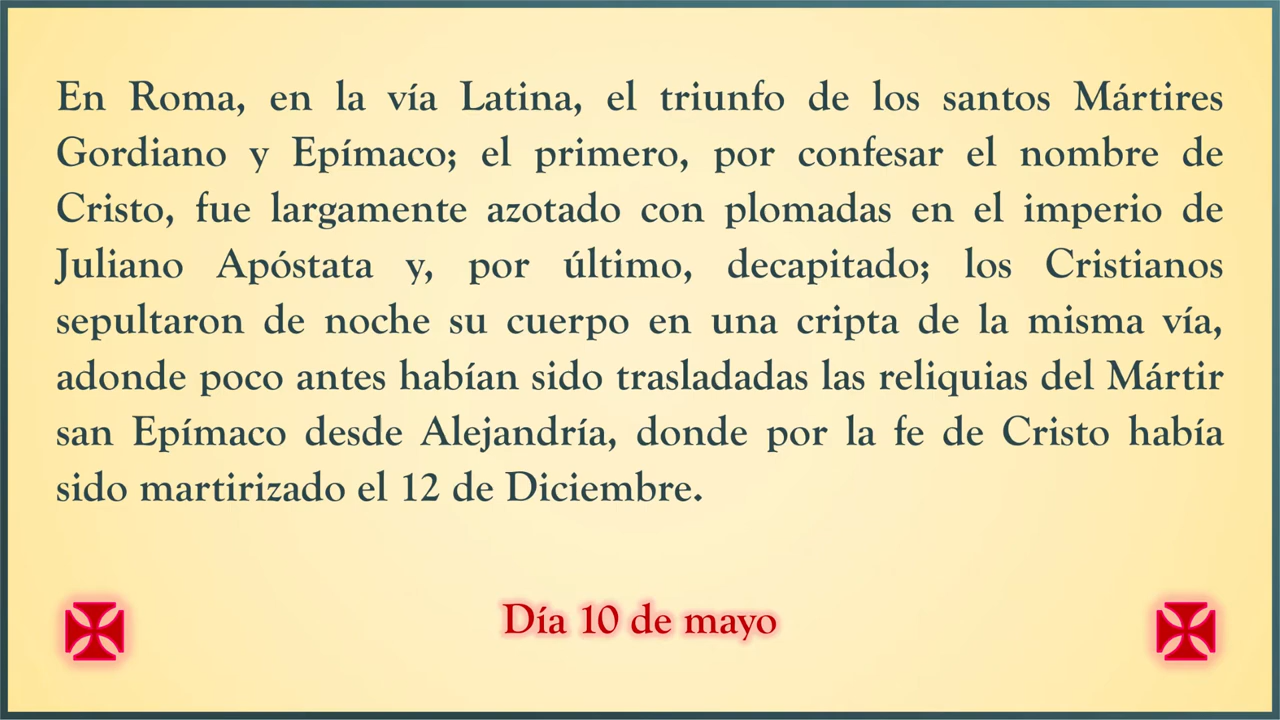 En Roma, en la vía Latina, el triunfo de los santos Mártires
Gordiano y Epímaco; el primero, por confesar el nombre de
Cristo, fue largamente azotado con plomadas en el imperio de
Juliano Apóstata y, por último, decapitado; los Cristianos
sepultaron de noche su cuerpo en una cripta de la misma vía,
adonde poco antes habían sido trasladadas las reliquias del Mártir
san Epímaco desde Alejandría, donde por la fe de Cristo había
sido martirizado el 12 de Diciembre.
Día 10 de mayo